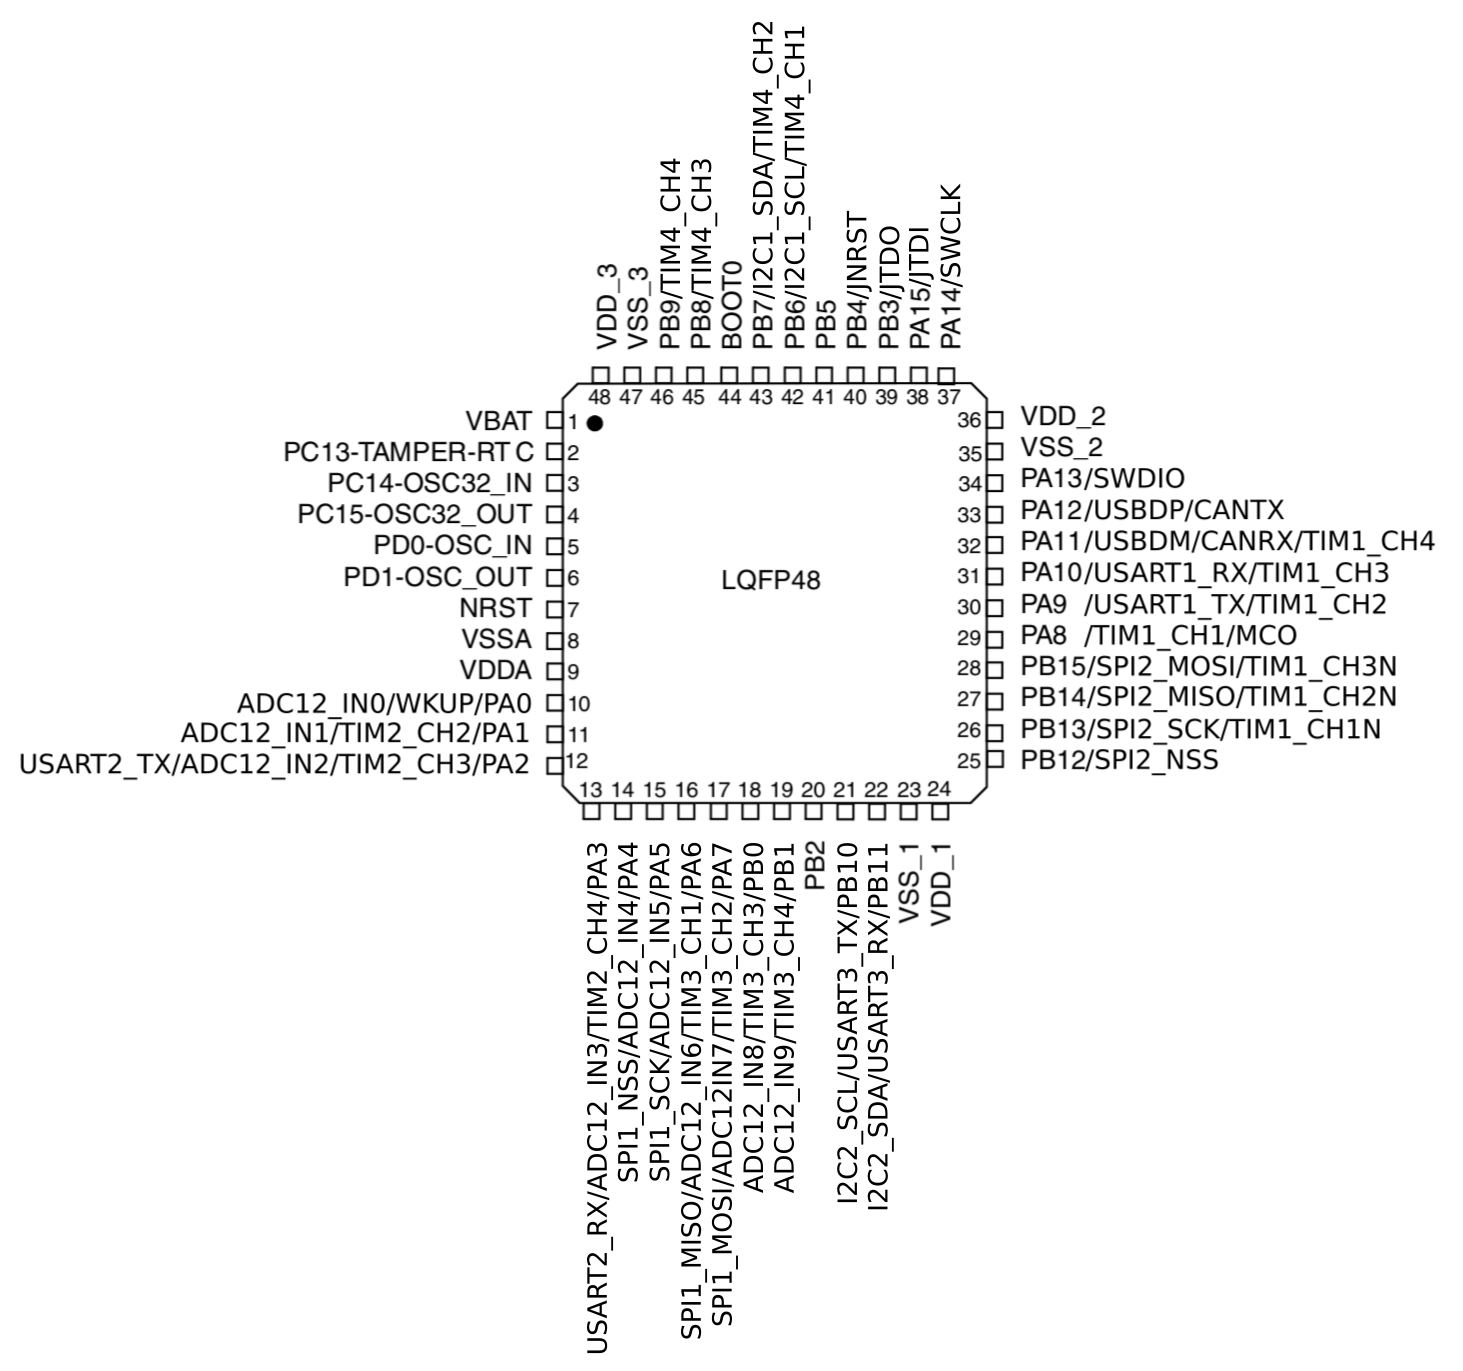 VDD_3
VSS_3
PB9/TIM4_CH4
PB8/TIM4_CH3
BOOT0
PB7/I2C1_SDA/TIM4_CH2
PB6/I2C1_SCL/TIM4_CH1
PB5
PB4/JNRST
PB3/JTDO
PA15/JTDI
PA14/SWCLK
48 47 46 45 44 43 42 41 40 39 38 37
VBAT 1
PC13-TAMPER-RTC 2
PC14-OSC32_IN 3
PC15-OSC32_OUT 4
PD0-OSC_IN 5
PD1-OSC_OUT 6
NRST 7
VSSA 8
VDDA 9
ADC12_IN0/WKUP/PA0 10
ADC12_IN1/TIM2_CH2/PA1 11
USART2_TX/ADC12_IN2/TIM2_CH3/PA2 12
LQFP48
36 VDD_2
35 VSS_2
34 PA13/SWDIO
33 PA12/USBDP/CANTX
32 PA11/USBDM/CANRX/TIM1_CH4
31 PA10/USART1_RX/TIM1_CH3
30 PA9 /USART1_TX/TIM1_CH2
29 PA8 /TIM1_CH1/MCO
28 PB15/SPI2_MOSI/TIM1_CH3N
27 PB14/SPI2_MISO/TIM1_CH2N
26 PB13/SPI2_SCK/TIM1_CH1N
25 PB12/SPI2_NSS
13 14 15 16 17 18 19 20 21 22 23 24
USART2_RX/ADC12_IN3/TIM2_CH4/PA3
SPI1_NSS/ADC12_IN4/PA4
SPI1_SCK/ADC12_IN5/PA5
SPI1_MISO/ADC12_IN6/TIM3_CH1/PA6
SPI1_MOSI/ADC12IN7/TIM3_CH2/PA7
ADC12_IN8/TIM3_CH3/PB0
ADC12_IN9/TIM3_CH4/PB1
PB2
I2C2_SCL/USART3_TX/PB10
I2C2_SDA/USART3_RX/PB11
VSS_1
VDD_1